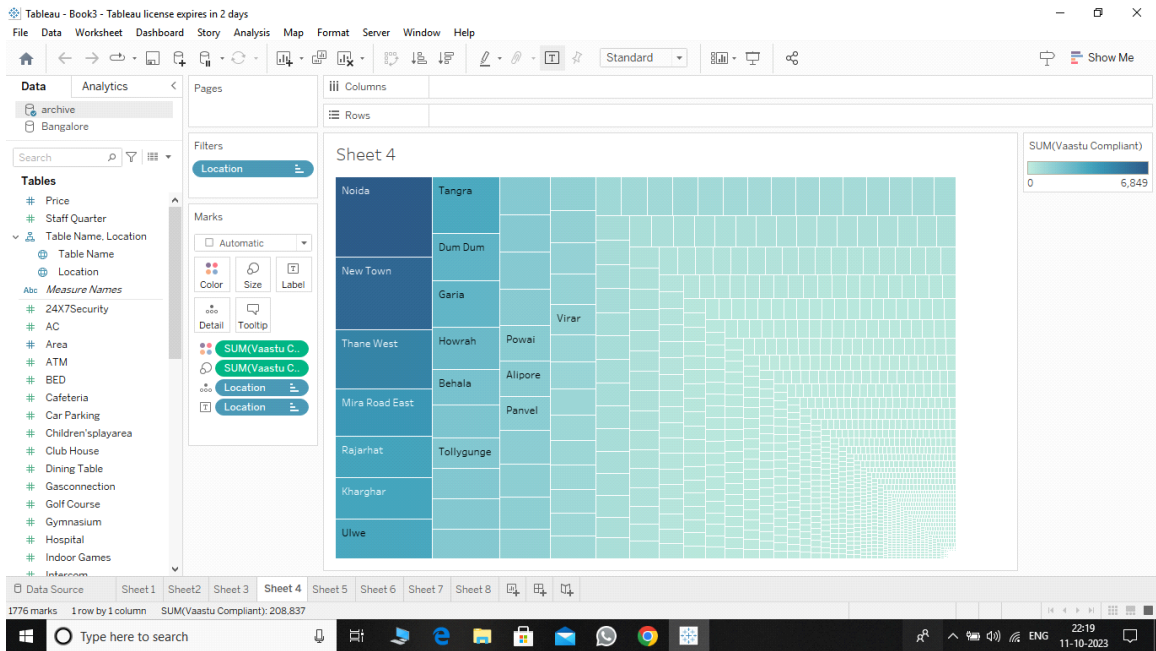 Tableau - Book3 - Tableau license expires in 2 days
File Data Worksheet Dashboard Story Analysis Map Format Server Window Help
Standard
Show Me
Data Analytics
archive
Bangalore
Search
Tables
# Price
# Staff Quarter
Table Name, Location
Table Name
Location
Abc Measure Names
# 24X7Security
# AC
# Area
# ATM
# BED
# Cafeteria
# Car Parking
# Children'splayarea
# Club House
# Dining Table
# Gasconnection
# Golf Course
# Gymnasium
# Hospital
# Indoor Games
# Intercom
Pages
Filters
Location
Marks
Automatic
Color Size Label
Detail Tooltip
SUM(Vaastu C..
SUM(Vaastu C..
Location
Location
Columns
Rows
Sheet 4
Noida
New Town
Thane West
Mira Road East
Rajarhat
Kharghar
Ulwe
Tangra
Dum Dum
Garia
Howrah
Behala
Tollygunge
Powai
Alipore
Panvel
Virar
SUM(Vaastu Compliant)
0 6,849
Data Source Sheet 1 Sheet2 Sheet 3 Sheet 4 Sheet 5 Sheet 6 Sheet 7 Sheet 8
1776 marks 1 row by 1 column SUM(Vaastu Compliant): 208,837
Type here to search
ENG
22:19
11-10-2023